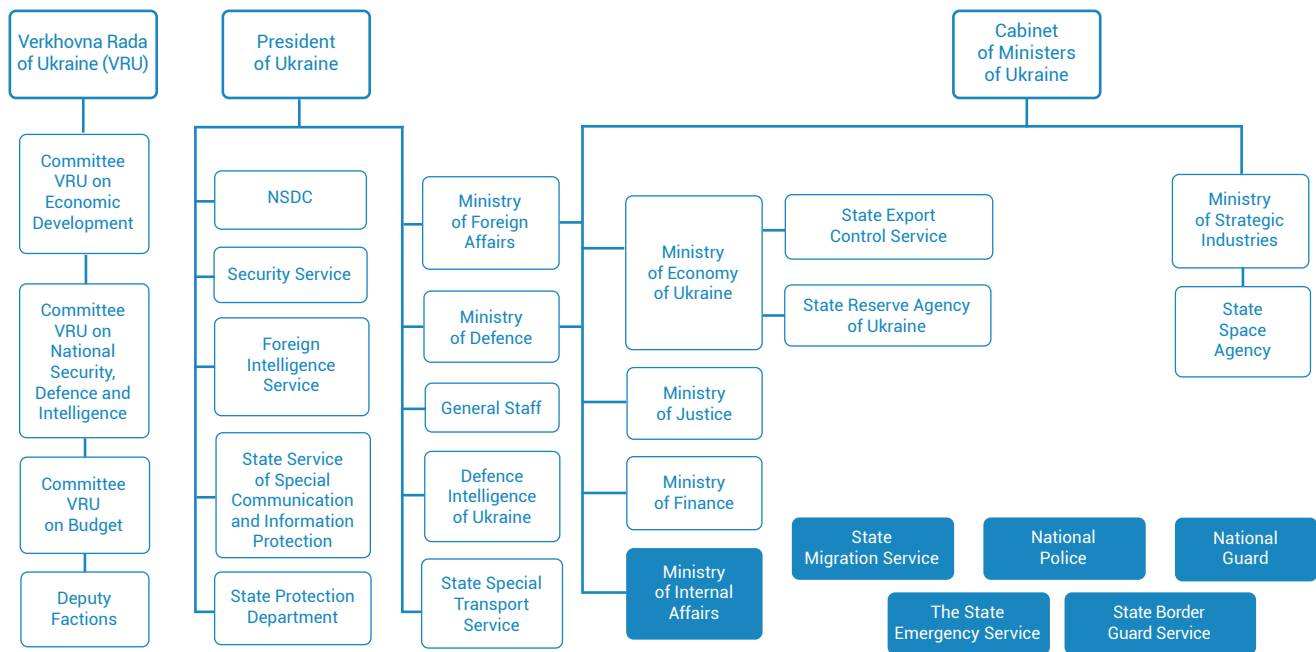 Verkhovna Rada
of Ukraine (VRU)
President
of Ukraine
Cabinet
of Ministers
of Ukraine
Committee
VRU on
Economic
Development
Committee
VRU on
National
Security,
Defence and
Intelligence
Committee
VRU
on Budget
Deputy
Factions
NSDC
Security Service
Foreign
Intelligence
Service
State Service
of Special
Communication
and Information
Protection
State Protection
Department
Ministry
of Foreign
Affairs
Ministry
of Defence
General Staff
Defence
Intelligence
of Ukraine
State Special
Transport
Service
Ministry
of Economy
of Ukraine
State Export
Control Service
State Reserve Agency
of Ukraine
Ministry
of Justice
Ministry
of Finance
Ministry
of Internal
Affairs
Ministry
of Strategic
Industries
State
Space
Agency
State
Migration Service
National
Police
National
Guard
The State
Emergency Service
State Border
Guard Service